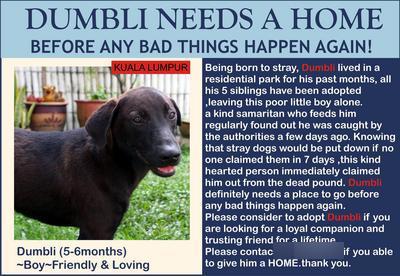 DUMBLI NEEDS A HOME
BEFORE ANY BAD THINGS HAPPEN AGAIN!
KUALA LUMPUR
Being born to stray, Dumbli lived in a
residential park for his past months, all
his 5 siblings have been adopted
,leaving this poor little boy alone.
a kind samaritan who feeds him
regularly found out he was caught by
the authorities a few days ago. Knowing
that stray dogs would be put down if no
one claimed them in 7 days ,this kind
hearted person immediately claimed
him out from the dead pound. Dumbli
definitely needs a place to go before
any bad things happen again.
Please consider to adopt Dumbli if you
are looking for a loyal companion and
trusting friend for a lifetime
Please contac if you able
to give him a HOME.thank you.
Dumbli (5-6months)
~Boy~Friendly & Loving